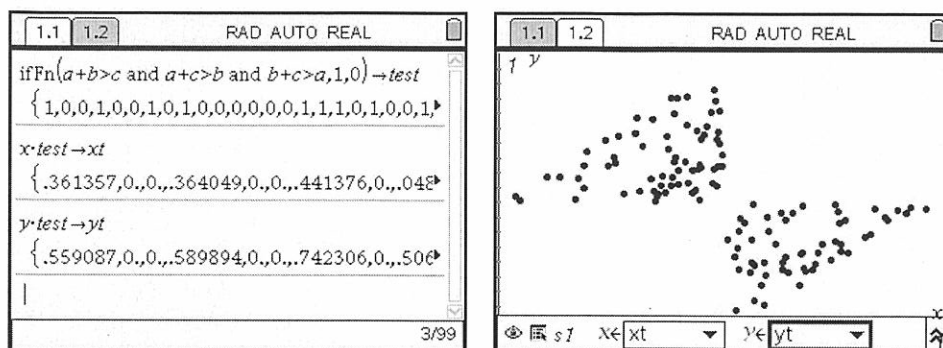 1.1 1.2 RAD AUTO REAL
ifFn(a+b>c and a+c>b and b+c>a,1,0)→test
{1,0,0,1,0,0,1,0,1,0,0,0,0,0,0,1,1,1,0,1,0,0,1,▸
x·test→xt
{.361357,0.,0.,.364049,0.,0.,.441376,0.,.048▸
y·test→yt
{.559087,0.,0.,.589894,0.,0.,.742306,0.,.506▸
3/99
1.1 1.2 RAD AUTO REAL
1 y
x
s1 x← xt y← yt